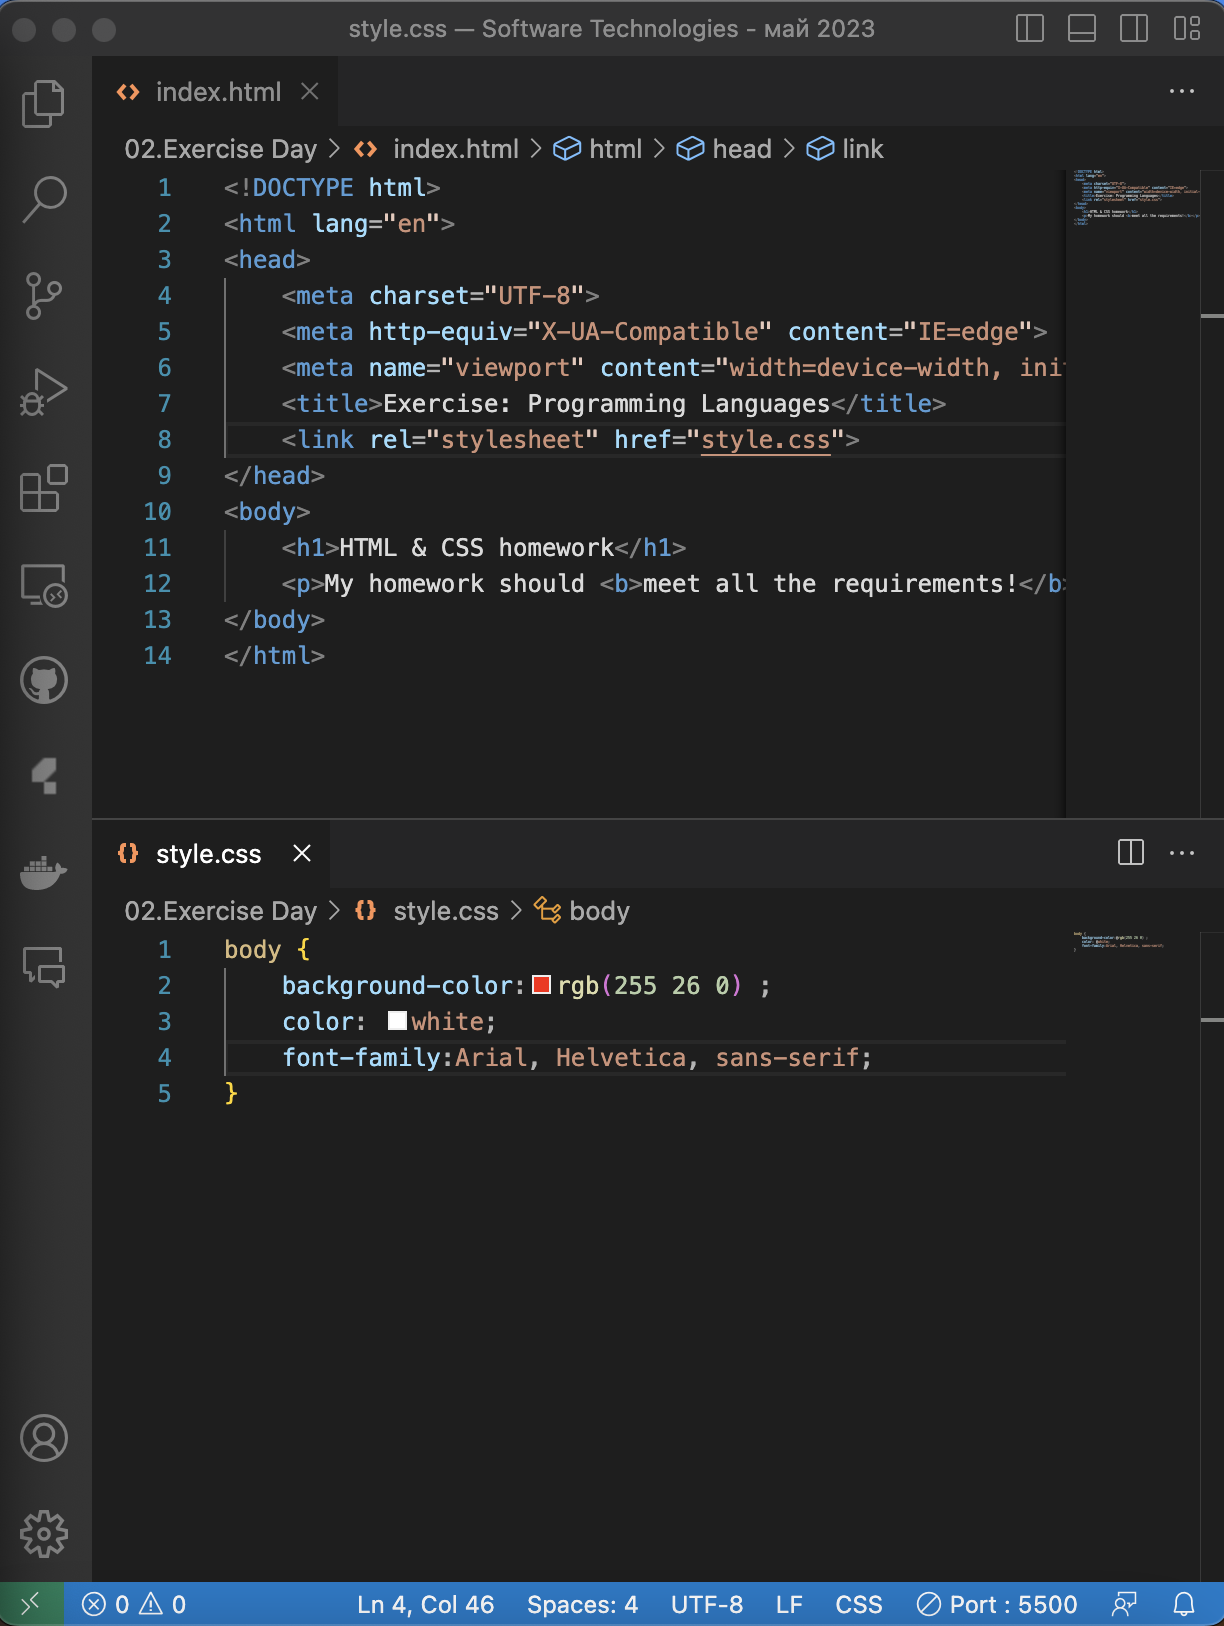 style.css — Software Technologies - май 2023
index.html
02.Exercise Day > index.html > html > head > link
1 <!DOCTYPE html>
2 <html lang="en">
3 <head>
4 <meta charset="UTF-8">
5 <meta http-equiv="X-UA-Compatible" content="IE=edge">
6 <meta name="viewport" content="width=device-width, ini
7 <title>Exercise: Programming Languages</title>
8 <link rel="stylesheet" href="style.css">
9 </head>
10 <body>
11 <h1>HTML & CSS homework</h1>
12 <p>My homework should <b>meet all the requirements!</b>
13 </body>
14 </html>
style.css
02.Exercise Day > {} style.css > body
1 body {
2 background-color: rgb(255 26 0) ;
3 color: white;
4 font-family:Arial, Helvetica, sans-serif;
5 }
0 0 Ln 4, Col 46 Spaces: 4 UTF-8 LF CSS Port : 5500